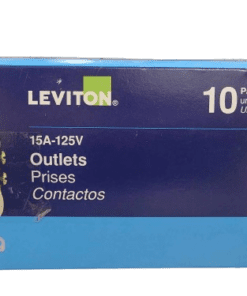 LEVITON®
10
15A-125V
Outlets
Prises
Contactos